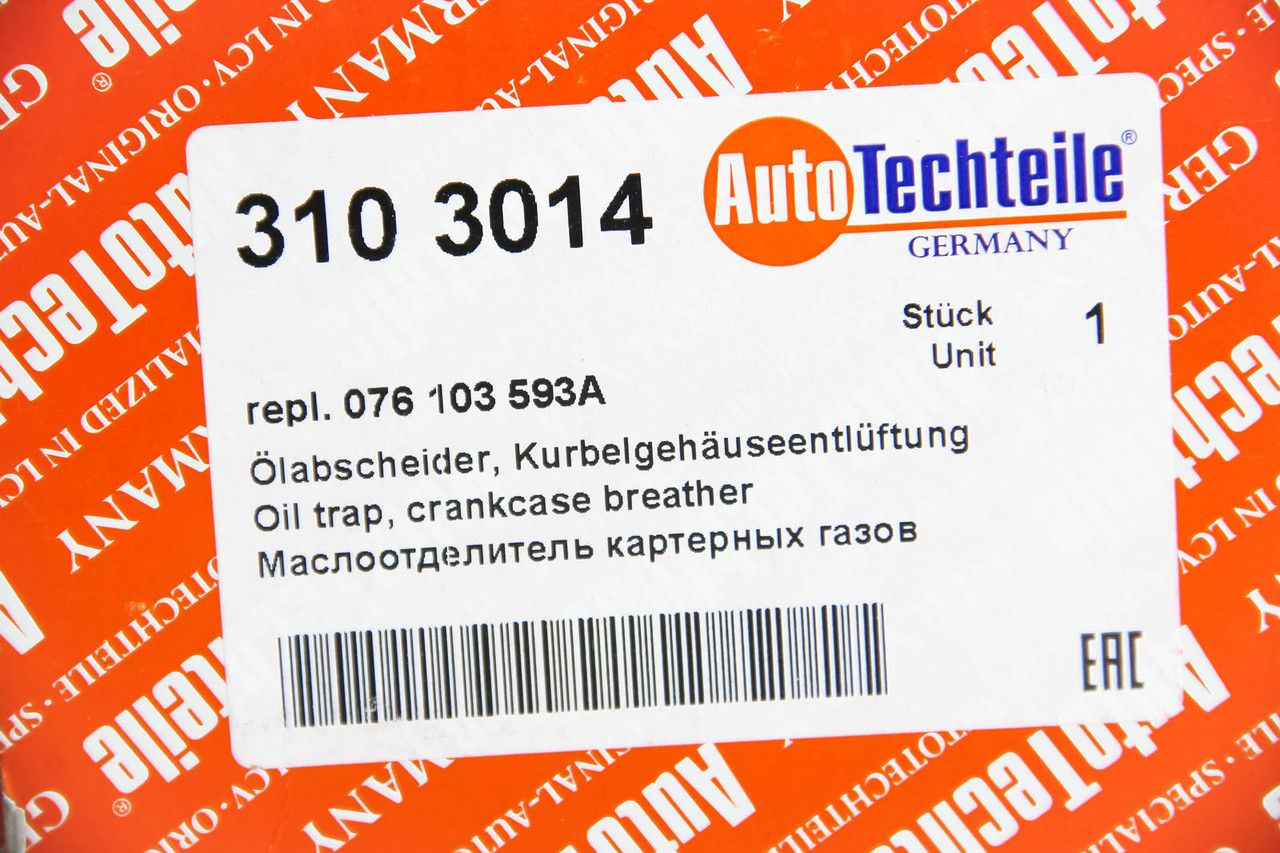 310 3014
AutoTechteile®
GERMANY
Stück 1
Unit
repl. 076 103 593A
Ölabscheider, Kurbelgehäuseentlüftung
Oil trap, crankcase breather
Маслоотделитель картерных газов
EAC